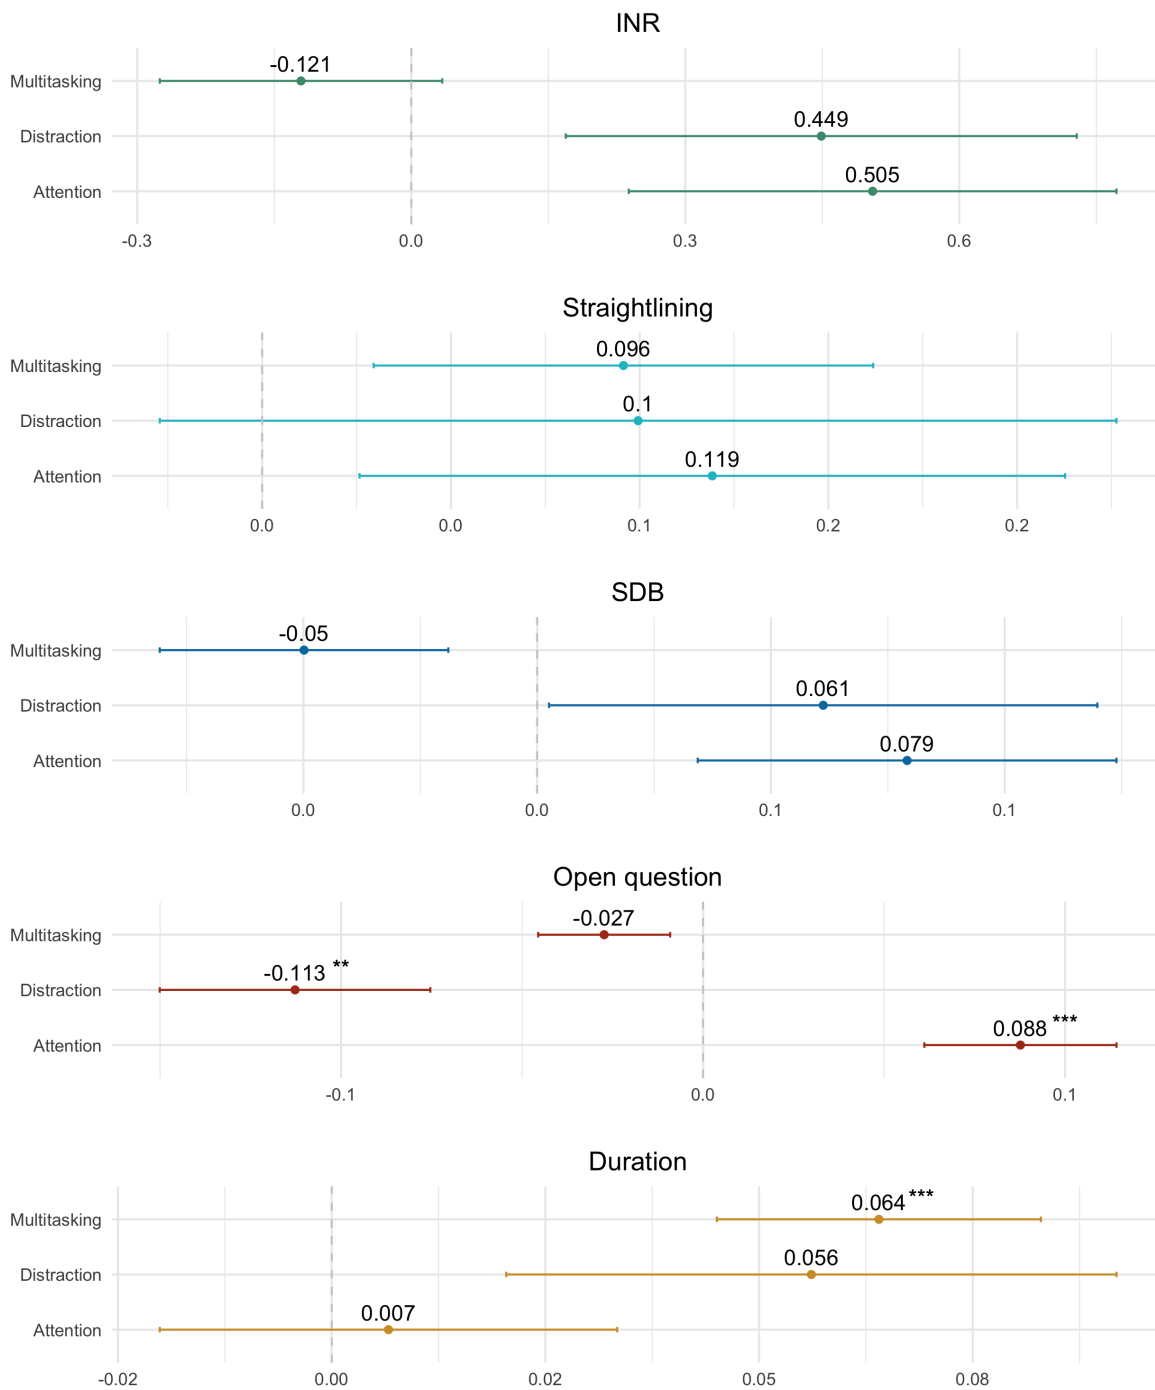 INR
-0.121
Multitasking
0.449
Distraction
0.505
Attention
-0.3 0.0 0.3 0.6
Straightlining
0.096
Multitasking
0.1
Distraction
0.119
Attention
0.0 0.0 0.1 0.2 0.2
SDB
-0.05
Multitasking
0.061
Distraction
0.079
Attention
0.0 0.0 0.1 0.1
Open question
-0.027
Multitasking
-0.113 **
Distraction
0.088 ***
Attention
-0.1 0.0 0.1
Duration
0.064 ***
Multitasking
0.056
Distraction
0.007
Attention
-0.02 0.00 0.02 0.05 0.08